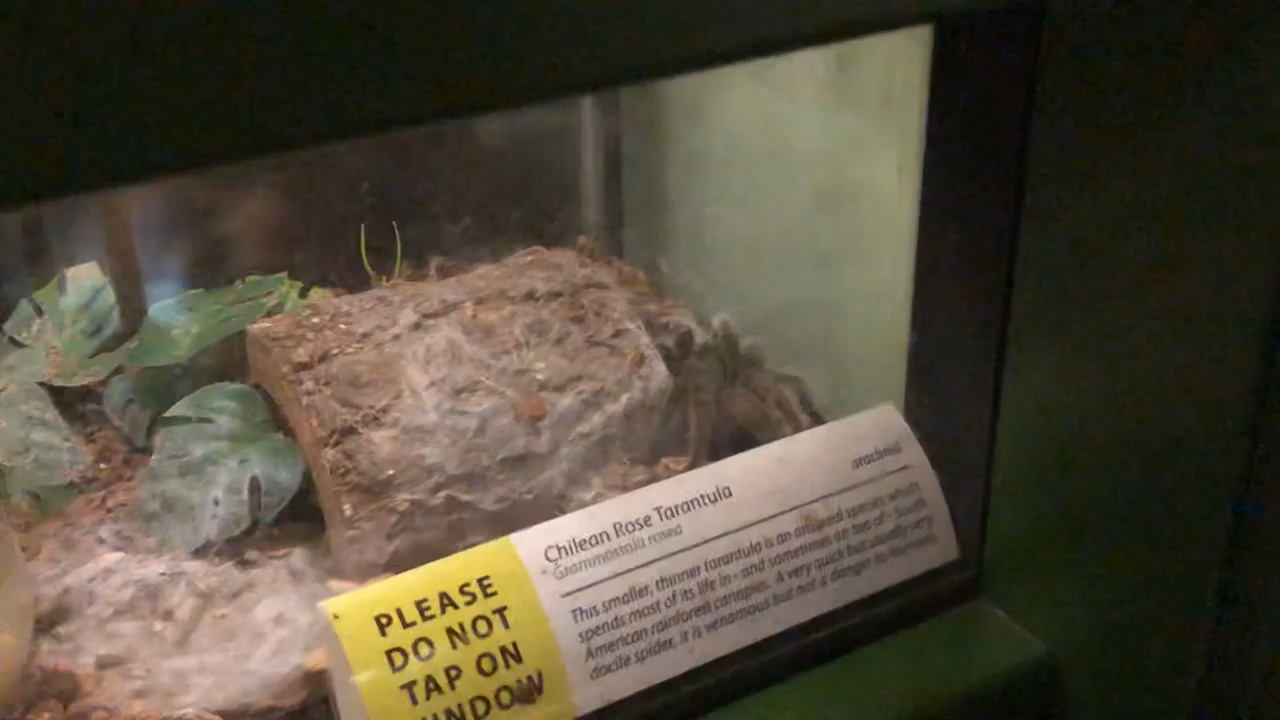 Chilean Rose Tarantula
arachnid
Grammostola rosea
This smaller, thinner tarantula is an arboreal species which
spends most of its life in - and sometimes on top of - South
American rainforest canopies. A very quick but usually very
docile spider, it is venomous but not a danger to humans.
PLEASE
DO NOT
TAP ON
WINDOW